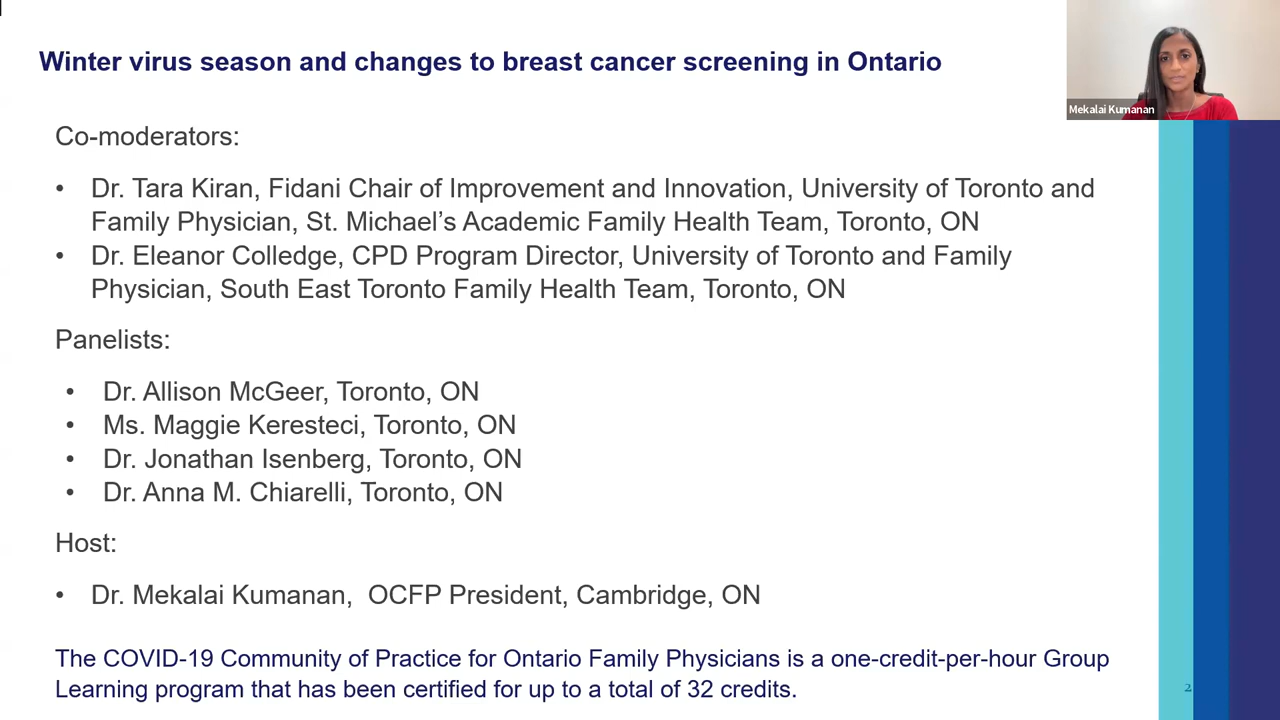 Winter virus season and changes to breast cancer screening in Ontario
Mekalai Kumanan
Co-moderators:
• Dr. Tara Kiran, Fidani Chair of Improvement and Innovation, University of Toronto and
Family Physician, St. Michael’s Academic Family Health Team, Toronto, ON
• Dr. Eleanor Colledge, CPD Program Director, University of Toronto and Family
Physician, South East Toronto Family Health Team, Toronto, ON
Panelists:
• Dr. Allison McGeer, Toronto, ON
• Ms. Maggie Keresteci, Toronto, ON
• Dr. Jonathan Isenberg, Toronto, ON
• Dr. Anna M. Chiarelli, Toronto, ON
Host:
• Dr. Mekalai Kumanan,  OCFP President, Cambridge, ON
The COVID-19 Community of Practice for Ontario Family Physicians is a one-credit-per-hour Group
Learning program that has been certified for up to a total of 32 credits.
2